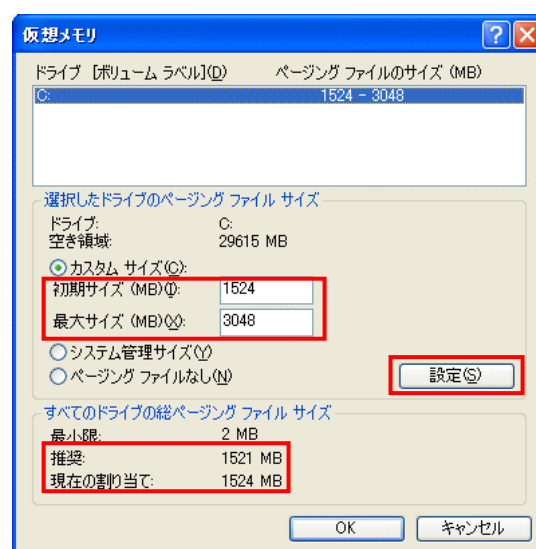 仮想メモリ
ドライブ [ボリューム ラベル](D) ページング ファイルのサイズ (MB)
C: 1524 - 3048
選択したドライブのページング ファイル サイズ
ドライブ: C:
空き領域: 29615 MB
カスタム サイズ(C):
初期サイズ (MB)(I): 1524
最大サイズ (MB)(X): 3048
システム管理サイズ(Y)
ページング ファイルなし(N) 設定(S)
すべてのドライブの総ページング ファイル サイズ
最小限: 2 MB
推奨: 1521 MB
現在の割り当て: 1524 MB
OK キャンセル